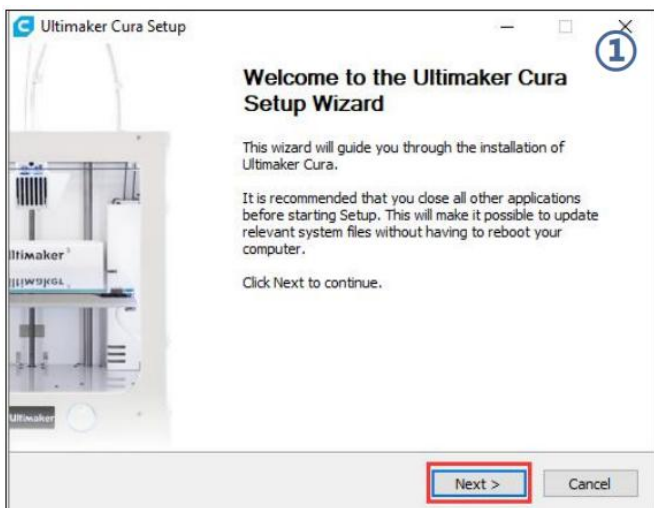 Ultimaker Cura Setup
①
Welcome to the Ultimaker Cura
Setup Wizard
This wizard will guide you through the installation of
Ultimaker Cura.
It is recommended that you close all other applications
before starting Setup. This will make it possible to update
relevant system files without having to reboot your
computer.
Click Next to continue.
ltimaker
Ultimaker
Next >
Cancel